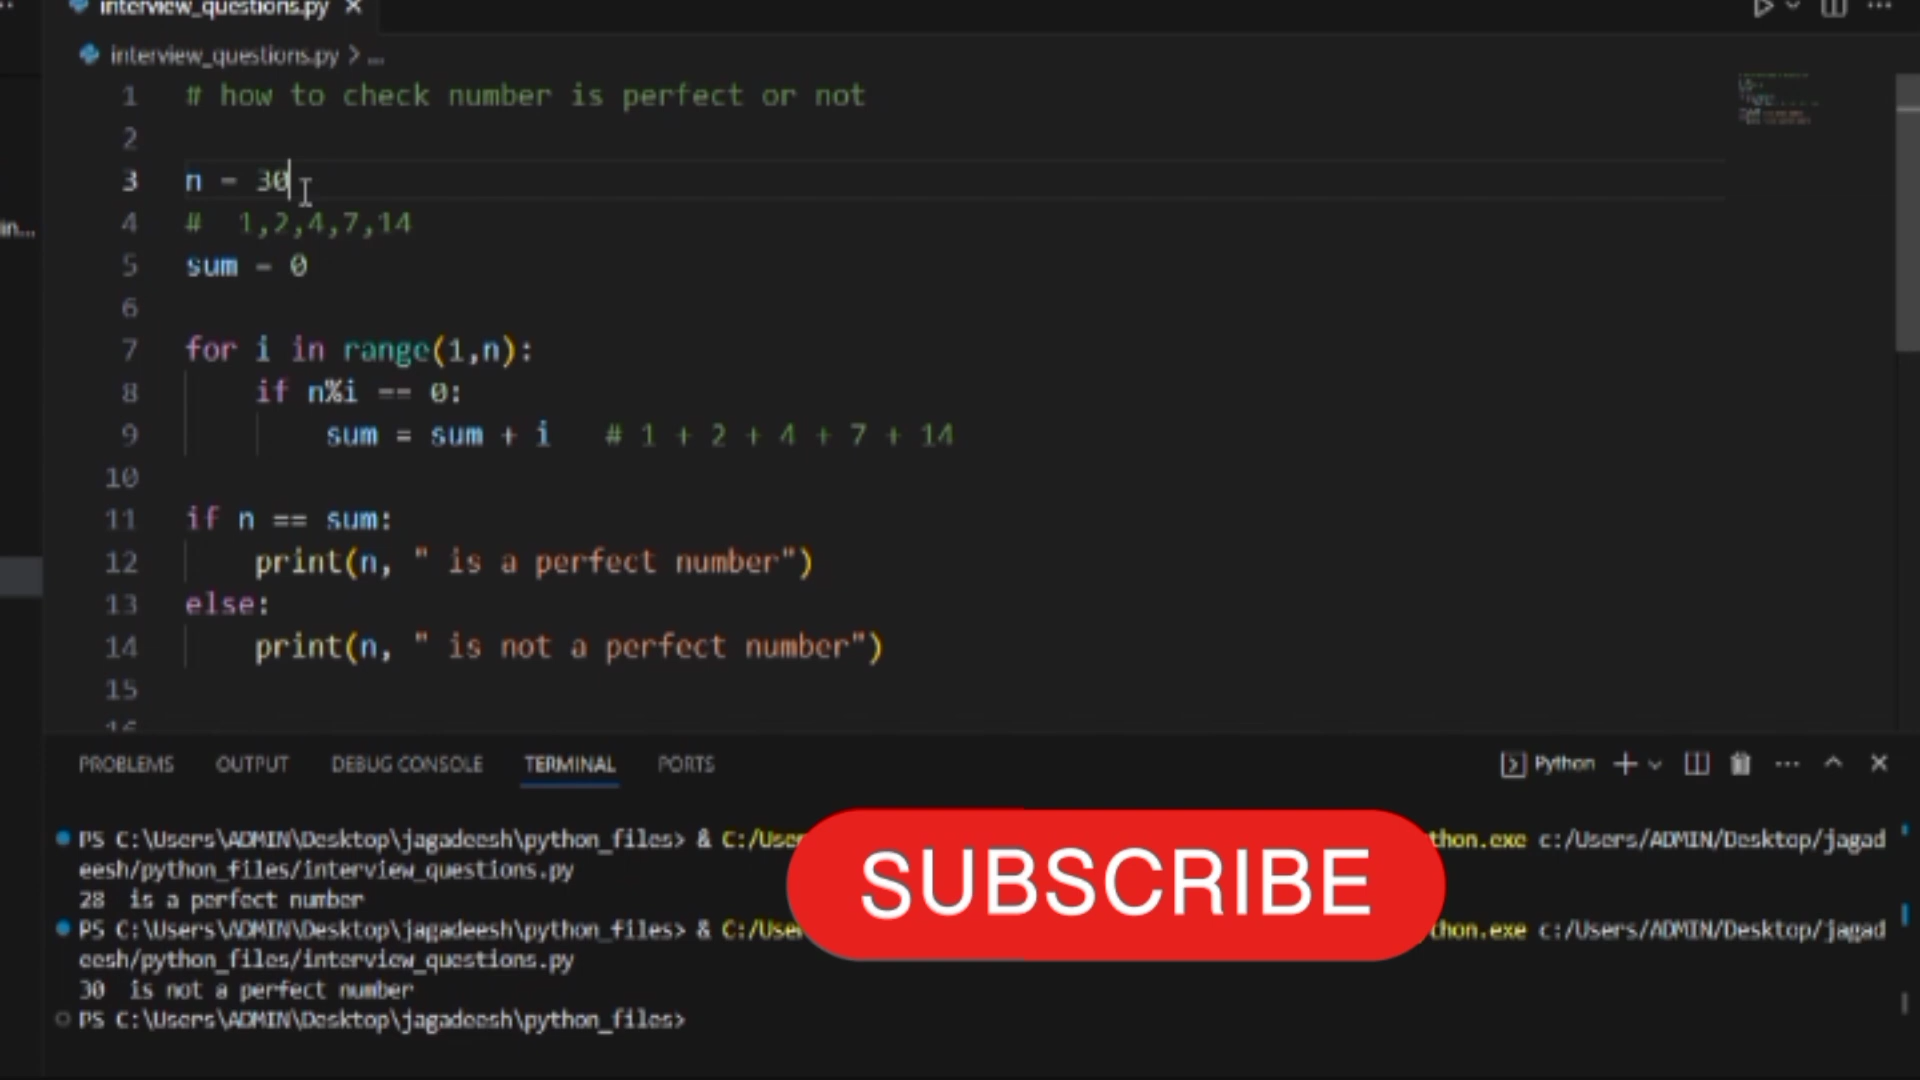 interview_questions.py
interview_questions.py > ...
1 # how to check number is perfect or not
2
3 n = 30
4 # 1,2,4,7,14
5 sum = 0
6
7 for i in range(1,n):
8 if n%i == 0:
9 sum = sum + i # 1 + 2 + 4 + 7 + 14
10
11 if n == sum:
12 print(n, " is a perfect number")
13 else:
14 print(n, " is not a perfect number")
15
in...
PROBLEMS OUTPUT DEBUG CONSOLE TERMINAL PORTS Python
PS C:\Users\ADMIN\Desktop\jagadeesh\python_files> & C:/User thon.exe c:/Users/ADMIN/Desktop/jagad
eesh/python_files/interview_questions.py
28 is a perfect number
SUBSCRIBE
PS C:\Users\ADMIN\Desktop\jagadeesh\python_files> & C:/User thon.exe c:/Users/ADMIN/Desktop/jagad
eesh/python_files/interview_questions.py
30 is not a perfect number
PS C:\Users\ADMIN\Desktop\jagadeesh\python_files>